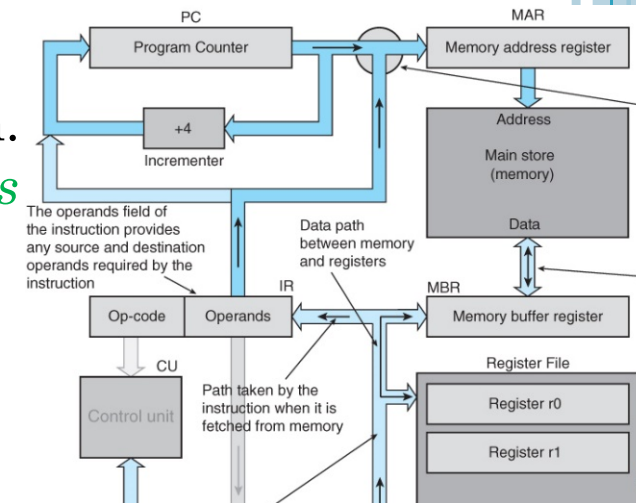 PC
MAR
Program Counter
Memory address register
+4
Incrementer
Address
Main store
(memory)
Data
The operands field of
the instruction provides
any source and destination
operands required by the
instruction
Data path
between memory
and registers
IR
MBR
Op-code
Operands
Memory buffer register
CU
Control unit
Path taken by the
instruction when it is
fetched from memory
Register File
Register r0
Register r1